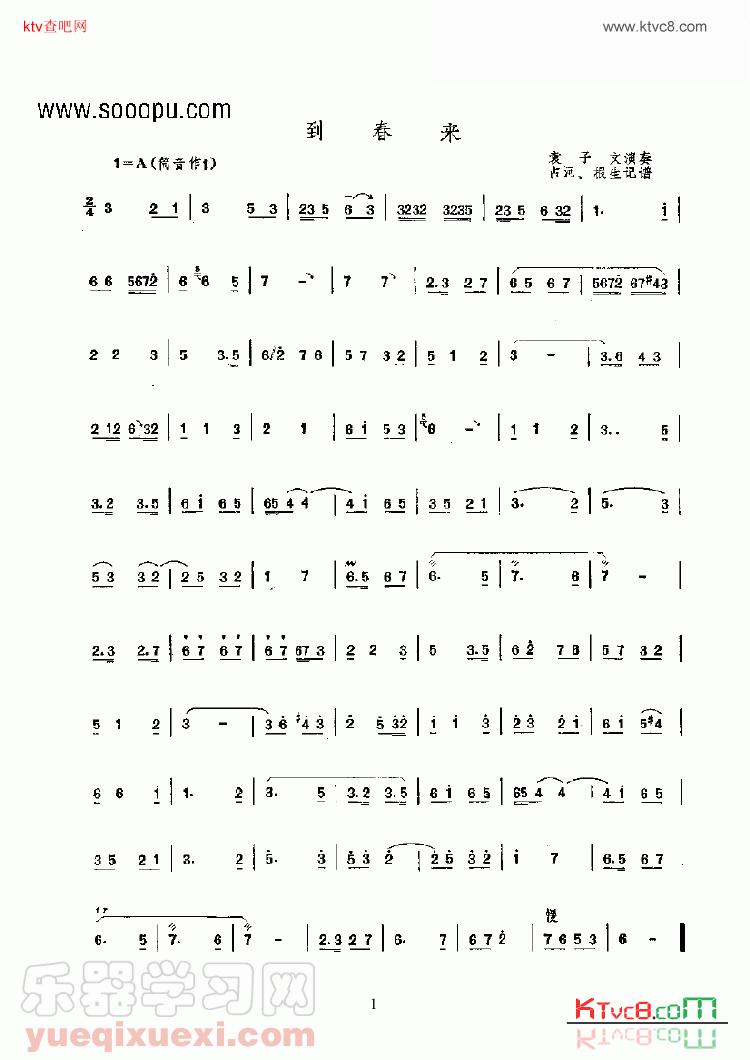 ktv查吧网 www.ktvc8.com
www.sooopu.com
到 春 来
1=A(筒音作1)
袁 子 文演奏
占河、根生记谱
2/4 3 2 1 | 3 5 3 | 23 5 6 3 | 3232 3235 | 23 5 6 32 | 1· i |
6 6 5672 | 6 6 5 | 7 - | 7 7 | 2.3 2 7 | 6 5 6 7 | 5672 67#43 |
2 2 3 | 5 3.5 | 6/2 7 6 | 5 7 3 2 | 5 1 2 | 3 - | 3.6 4 3 |
2 12 6 32 | 1 1 3 | 2 1 | 6 i 5 3 | 6 - | 1 1 2 | 3.. 5 |
3.2 3.5 | 6 i 6 5 | 65 4 4 | 4 i 6 5 | 3 5 2 1 | 3· 2 | 5· 3 |
5 3 3 2 | 2 5 3 2 | 1 7 | 6.5 6 7 | 6· 5 | 7· 6 | 7 - |
2.3 2.7 | 6 7 6 7 | 6 7 67 3 | 2 2 3 | 5 3.5 | 6 2 7 6 | 5 7 3 2 |
5 1 2 | 3 - | 3 6 #4 3 | 2 5 32 | i i 3 | 2 3 2 i | 6 i 5#4 |
6 6 1 | 1· 2 | 3· 5 | 3.2 3.5 | 6 i 6 5 | 65 4 4 | 4 i 6 5 |
3 5 2 1 | 3· 2 | 5· 3 | 5 3 3 2 | 2 5 3 2 | i 7 | 6.5 6 7 |
慢
6· 5 | 7· 6 | 7 - | 2.3 2 7 | 6· 7 | 6 7 2 | 7 6 5 3 | 6 - ‖
乐器学习网
yueqixuexi.com
1
KTvc8.com